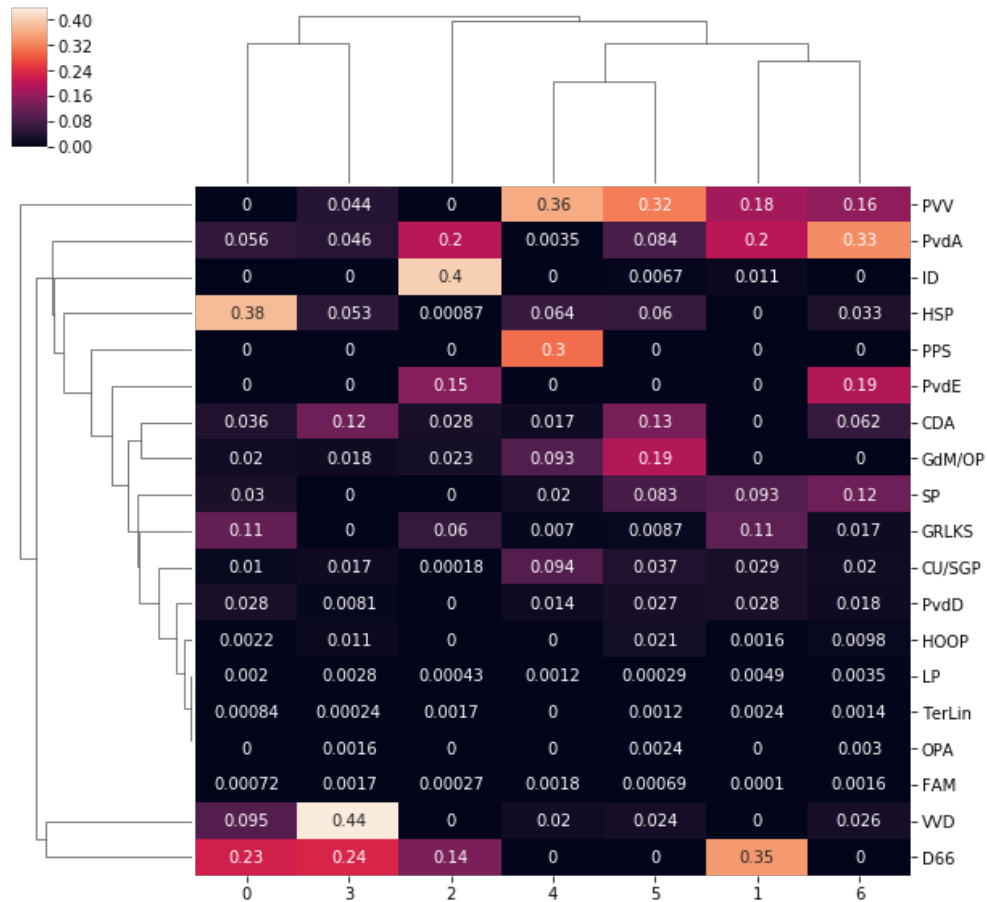 0.40
0.32
0.24
0.16
0.08
0.00
0 0.044 0 0.36 0.32 0.18 0.16 PVV
0.056 0.046 0.2 0.0035 0.084 0.2 0.33 PvdA
0 0 0.4 0 0.0067 0.011 0 ID
0.38 0.053 0.00087 0.064 0.06 0 0.033 HSP
0 0 0 0.3 0 0 0 PPS
0 0 0.15 0 0 0 0.19 PvdE
0.036 0.12 0.028 0.017 0.13 0 0.062 CDA
0.02 0.018 0.023 0.093 0.19 0 0 GdM/OP
0.03 0 0 0.02 0.083 0.093 0.12 SP
0.11 0 0.06 0.007 0.0087 0.11 0.017 GRLKS
0.01 0.017 0.00018 0.094 0.037 0.029 0.02 CU/SGP
0.028 0.0081 0 0.014 0.027 0.028 0.018 PvdD
0.0022 0.011 0 0 0.021 0.0016 0.0098 HOOP
0.002 0.0028 0.00043 0.0012 0.00029 0.0049 0.0035 LP
0.00084 0.00024 0.0017 0 0.0012 0.0024 0.0014 TerLin
0 0.0016 0 0 0.0024 0 0.003 OPA
0.00072 0.0017 0.00027 0.0018 0.00069 0.0001 0.0016 FAM
0.095 0.44 0 0.02 0.024 0 0.026 VVD
0.23 0.24 0.14 0 0 0.35 0 D66
0 3 2 4 5 1 6